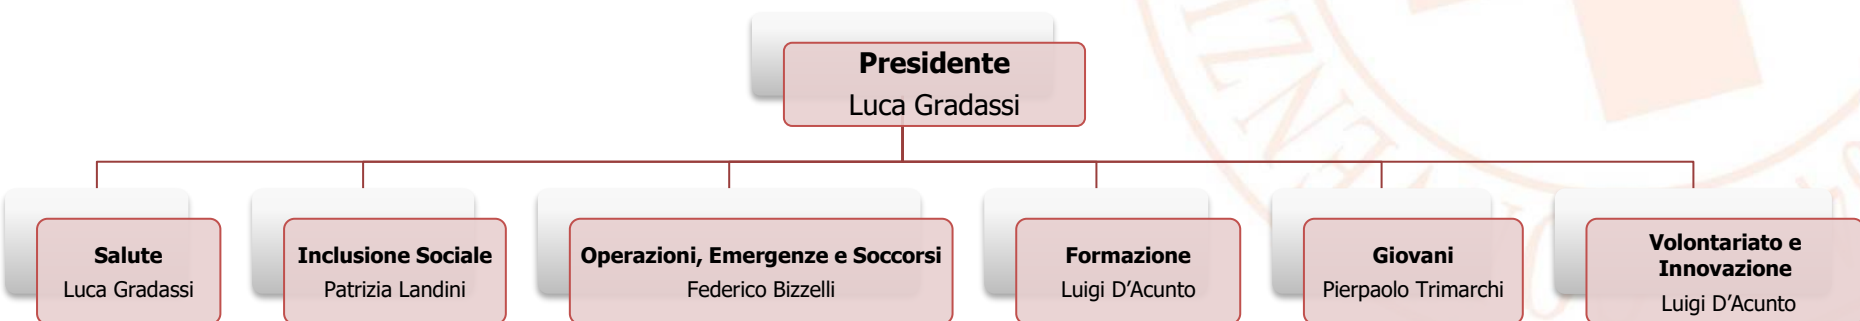 Presidente
Luca Gradassi
Salute
Luca Gradassi
Inclusione Sociale
Patrizia Landini
Operazioni, Emergenze e Soccorsi
Federico Bizzelli
Formazione
Luigi D'Acunto
Giovani
Pierpaolo Trimarchi
Volontariato e
Innovazione
Luigi D'Acunto